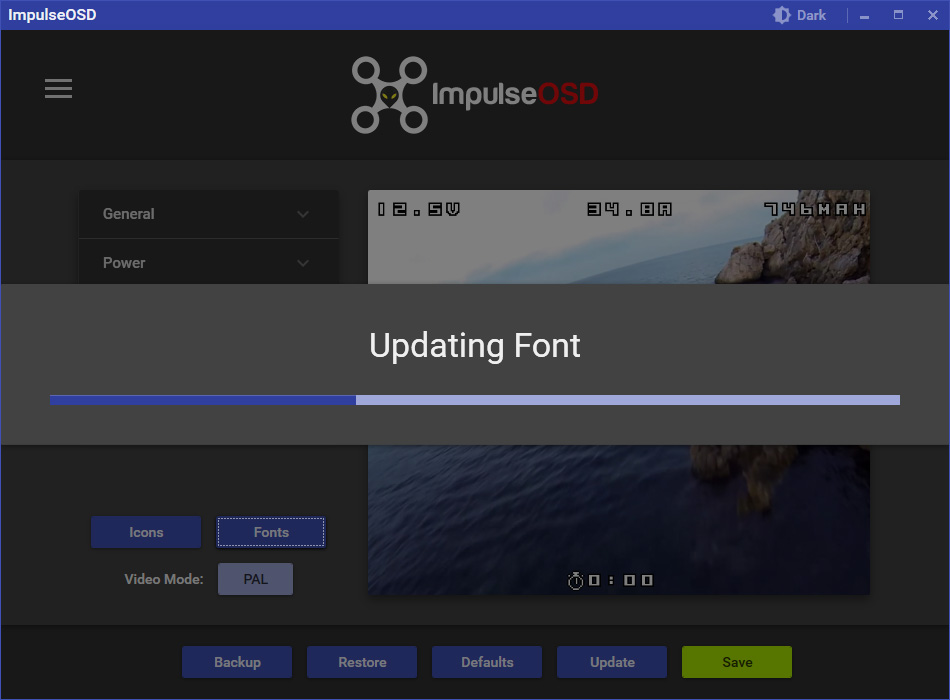 ImpulseOSD
Dark
ImpulseOSD
General
Power
12.5V 34.8A 746MAH
Updating Font
Icons
Fonts
Video Mode:
PAL
0:00
Backup
Restore
Defaults
Update
Save